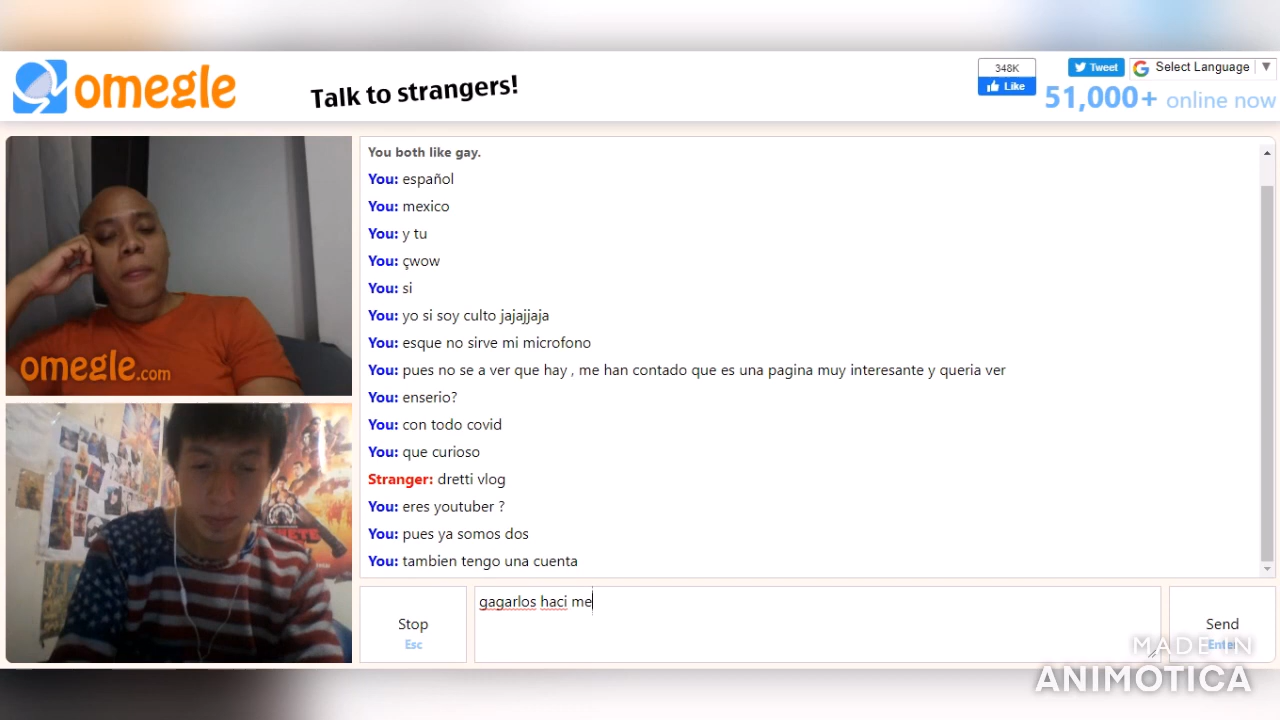 omegle
Talk to strangers!
348K
Like
Tweet
Select Language
51,000+ online now
omegle.com
You both like gay.
You: español
You: mexico
You: y tu
You: çwow
You: si
You: yo si soy culto jajajjaja
You: esque no sirve mi microfono
You: pues no se a ver que hay , me han contado que es una pagina muy interesante y queria ver
You: enserio?
You: con todo covid
You: que curioso
Stranger: dretti vlog
You: eres youtuber ?
You: pues ya somos dos
You: tambien tengo una cuenta
Stop
Esc
gagarlos haci me
Send
Enter
MADE IN
ANIMOTICA